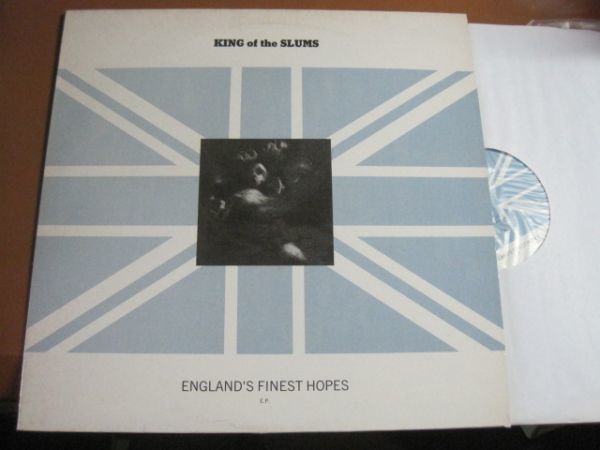 KING of the SLUMS
ENGLAND'S FINEST HOPES
E.P.